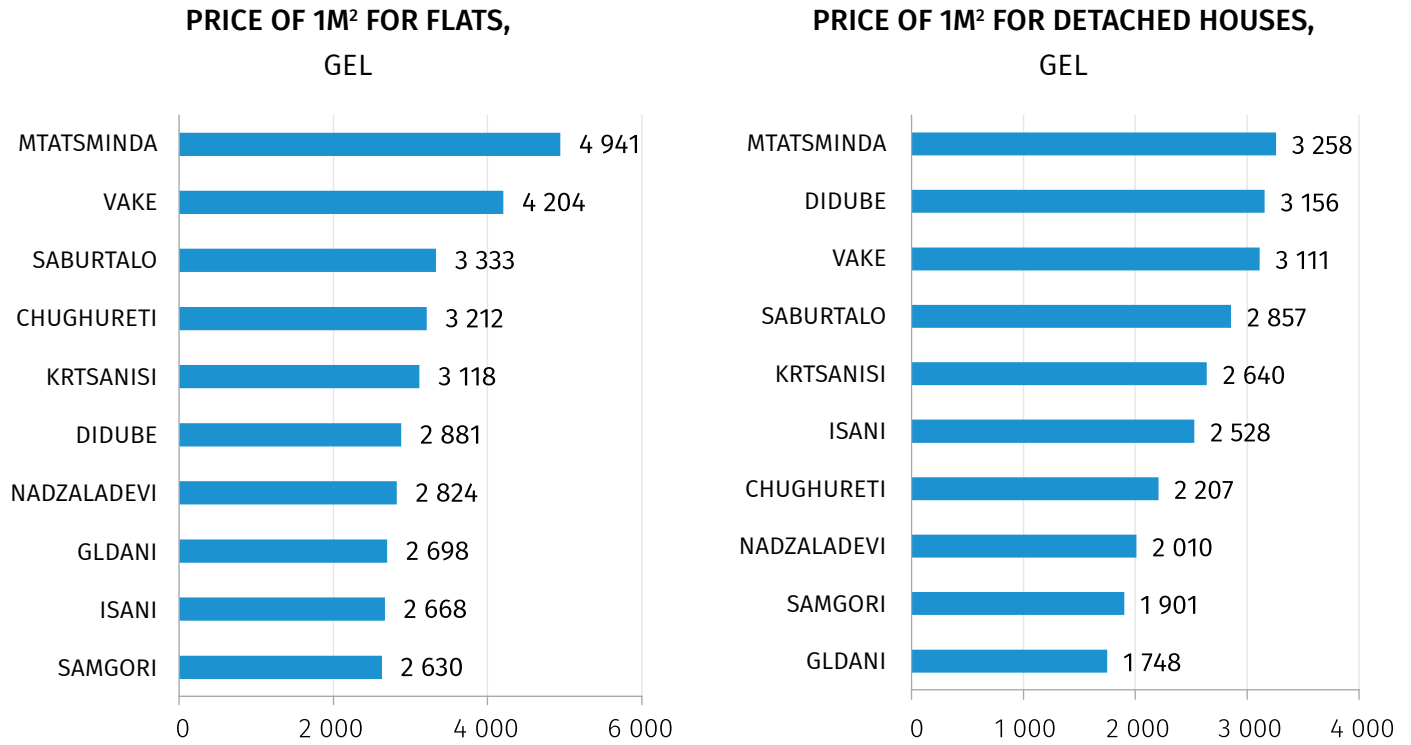 PRICE OF 1M² FOR FLATS,
GEL
MTATSMINDA 4 941
VAKE 4 204
SABURTALO 3 333
CHUGHURETI 3 212
KRTSANISI 3 118
DIDUBE 2 881
NADZALADEVI 2 824
GLDANI 2 698
ISANI 2 668
SAMGORI 2 630
0 2 000 4 000 6 000
PRICE OF 1M² FOR DETACHED HOUSES,
GEL
MTATSMINDA 3 258
DIDUBE 3 156
VAKE 3 111
SABURTALO 2 857
KRTSANISI 2 640
ISANI 2 528
CHUGHURETI 2 207
NADZALADEVI 2 010
SAMGORI 1 901
GLDANI 1 748
0 1 000 2 000 3 000 4 000